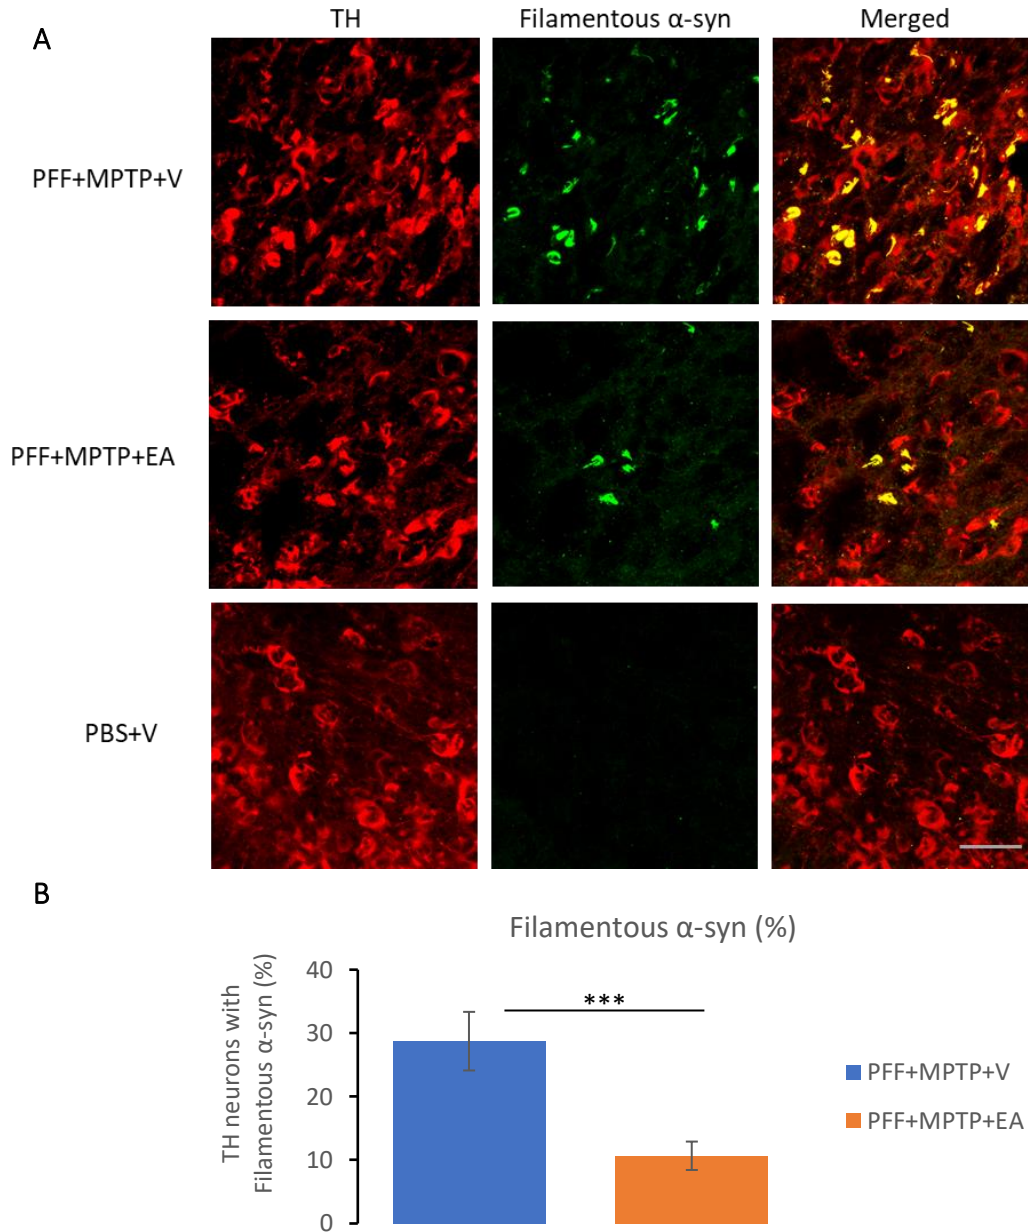 A
TH
Filamentous α-syn
Merged
PFF+MPTP+V
PFF+MPTP+EA
PBS+V
B
Filamentous α-syn (%)
TH neurons with
Filamentous α-syn (%)
40
30
20
10
0
***
PFF+MPTP+V
PFF+MPTP+EA